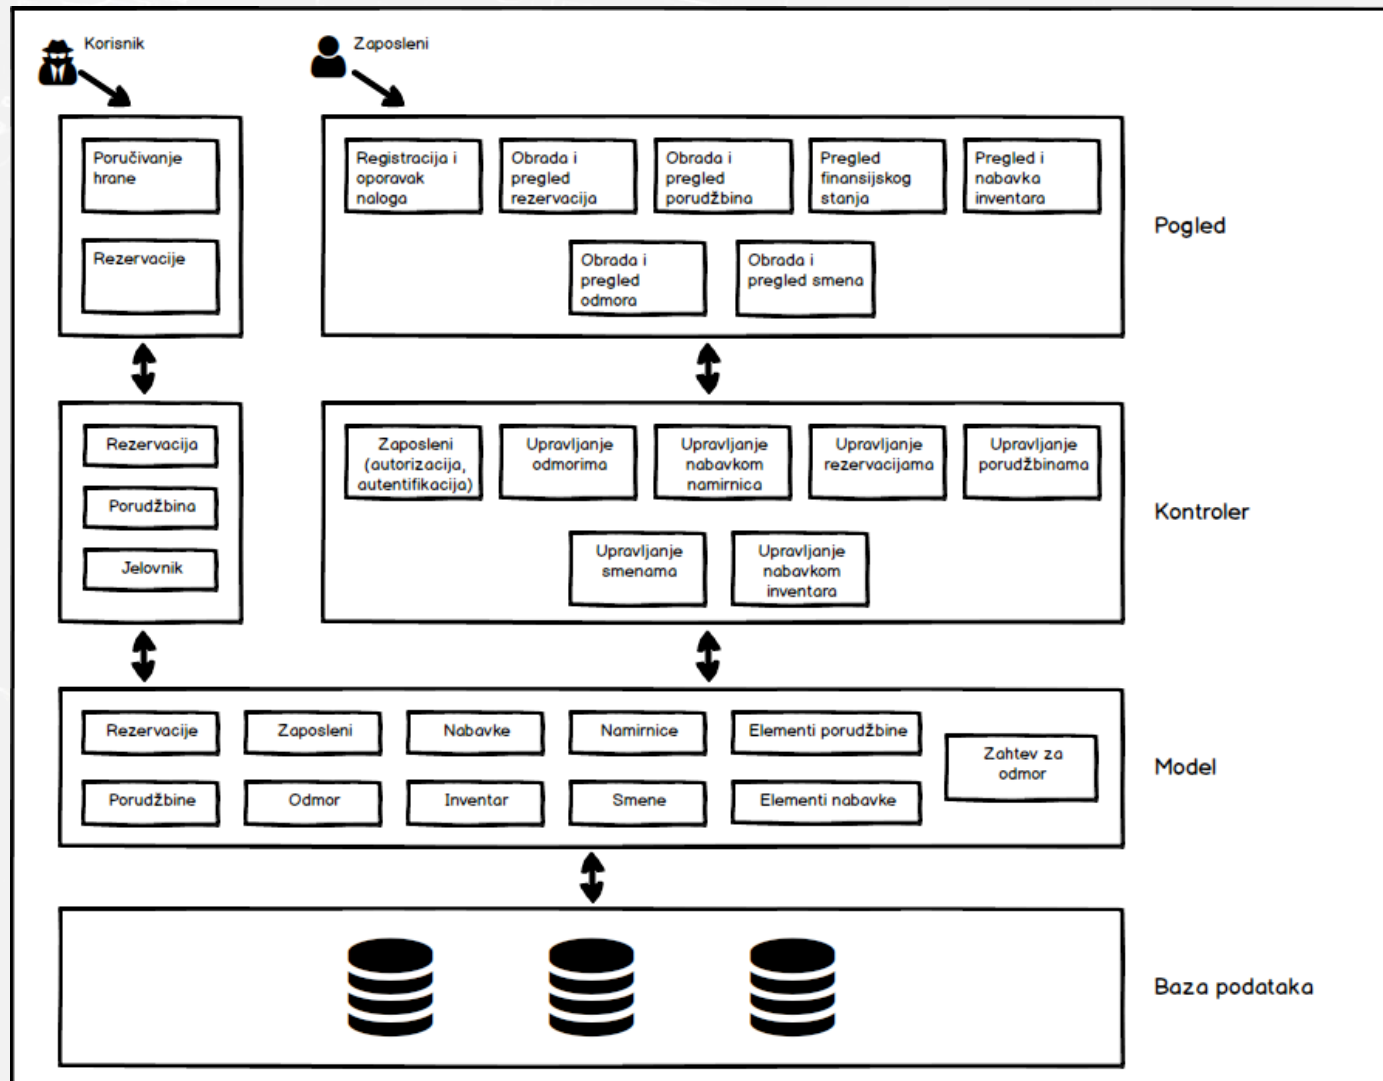 Korisnik
Zaposleni
Poručivanje
hrane
Rezervacije
Registracija i
oporavak
naloga
Obrada i
pregled
rezervacija
Obrada i
pregled
porudžbina
Pregled
finansijskog
stanja
Pregled i
nabavka
inventara
Obrada i
pregled
odmora
Obrada i
pregled smena
Pogled
Rezervacija
Porudžbina
Jelovnik
Zaposleni
(autorizacija,
autentifikacija)
Upravljanje
odmorima
Upravljanje
nabavkom
namirnica
Upravljanje
rezervacijama
Upravljanje
porudžbinama
Upravljanje
smenama
Upravljanje
nabavkom
inventara
Kontroler
Rezervacije
Zaposleni
Nabavke
Namirnice
Elementi porudžbine
Zahtev za
odmor
Porudžbine
Odmor
Inventar
Smene
Elementi nabavke
Model
Baza podataka